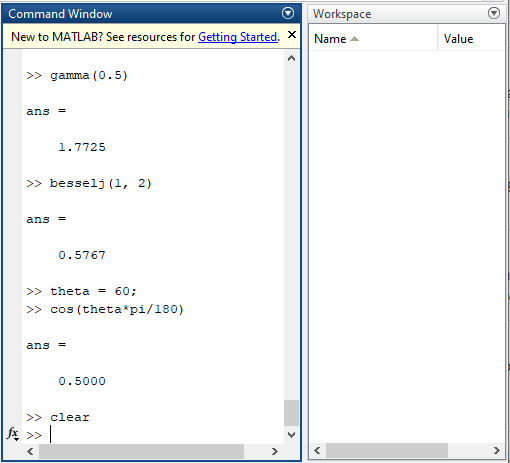 Command Window
New to MATLAB? See resources for Getting Started.
>> gamma(0.5)
ans =
1.7725
>> besselj(1, 2)
ans =
0.5767
>> theta = 60;
>> cos(theta*pi/180)
ans =
0.5000
>> clear
fx >>
Workspace
Name Value